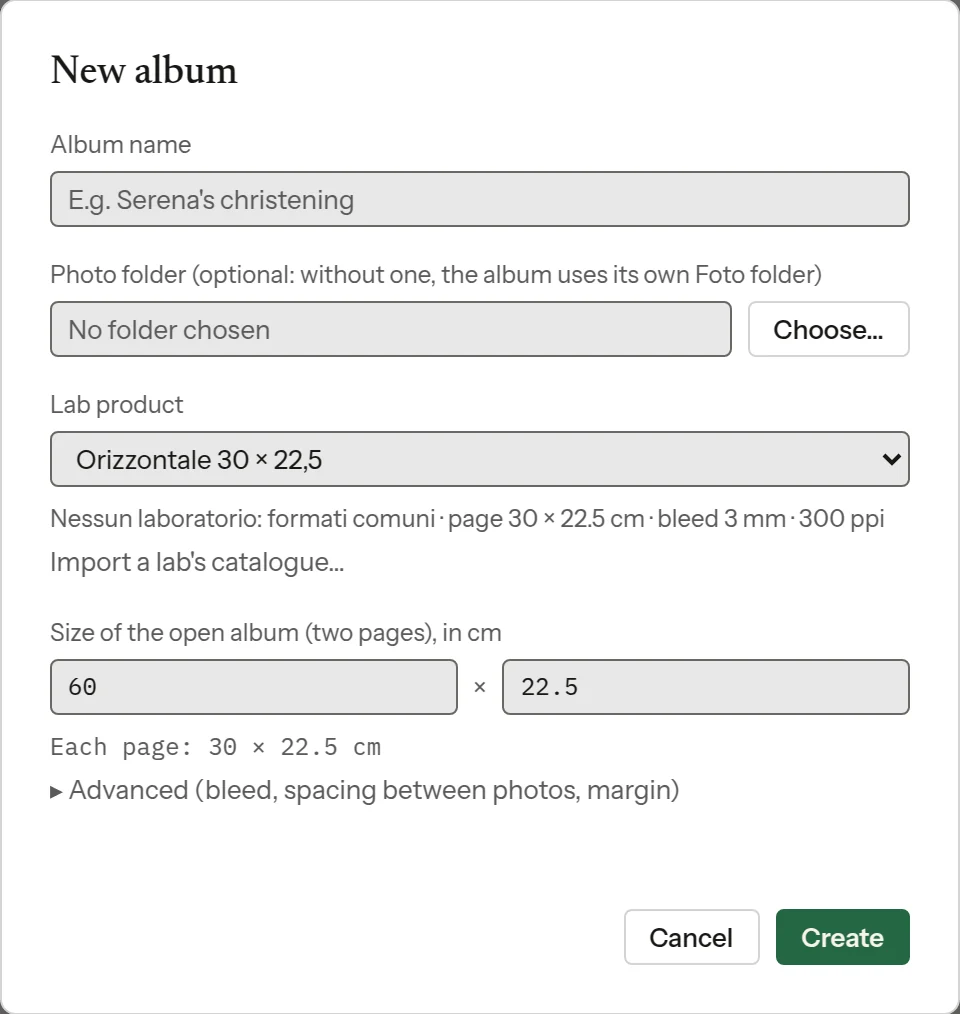 New album
Album name
E.g. Serena's christening
Photo folder (optional: without one, the album uses its own Foto folder)
No folder chosen
Choose...
Lab product
Orizzontale 30 × 22,5
Nessun laboratorio: formati comuni · page 30 × 22.5 cm · bleed 3 mm · 300 ppi
Import a lab's catalogue...
Size of the open album (two pages), in cm
60 × 22.5
Each page: 30 × 22.5 cm
▸ Advanced (bleed, spacing between photos, margin)
Cancel
Create